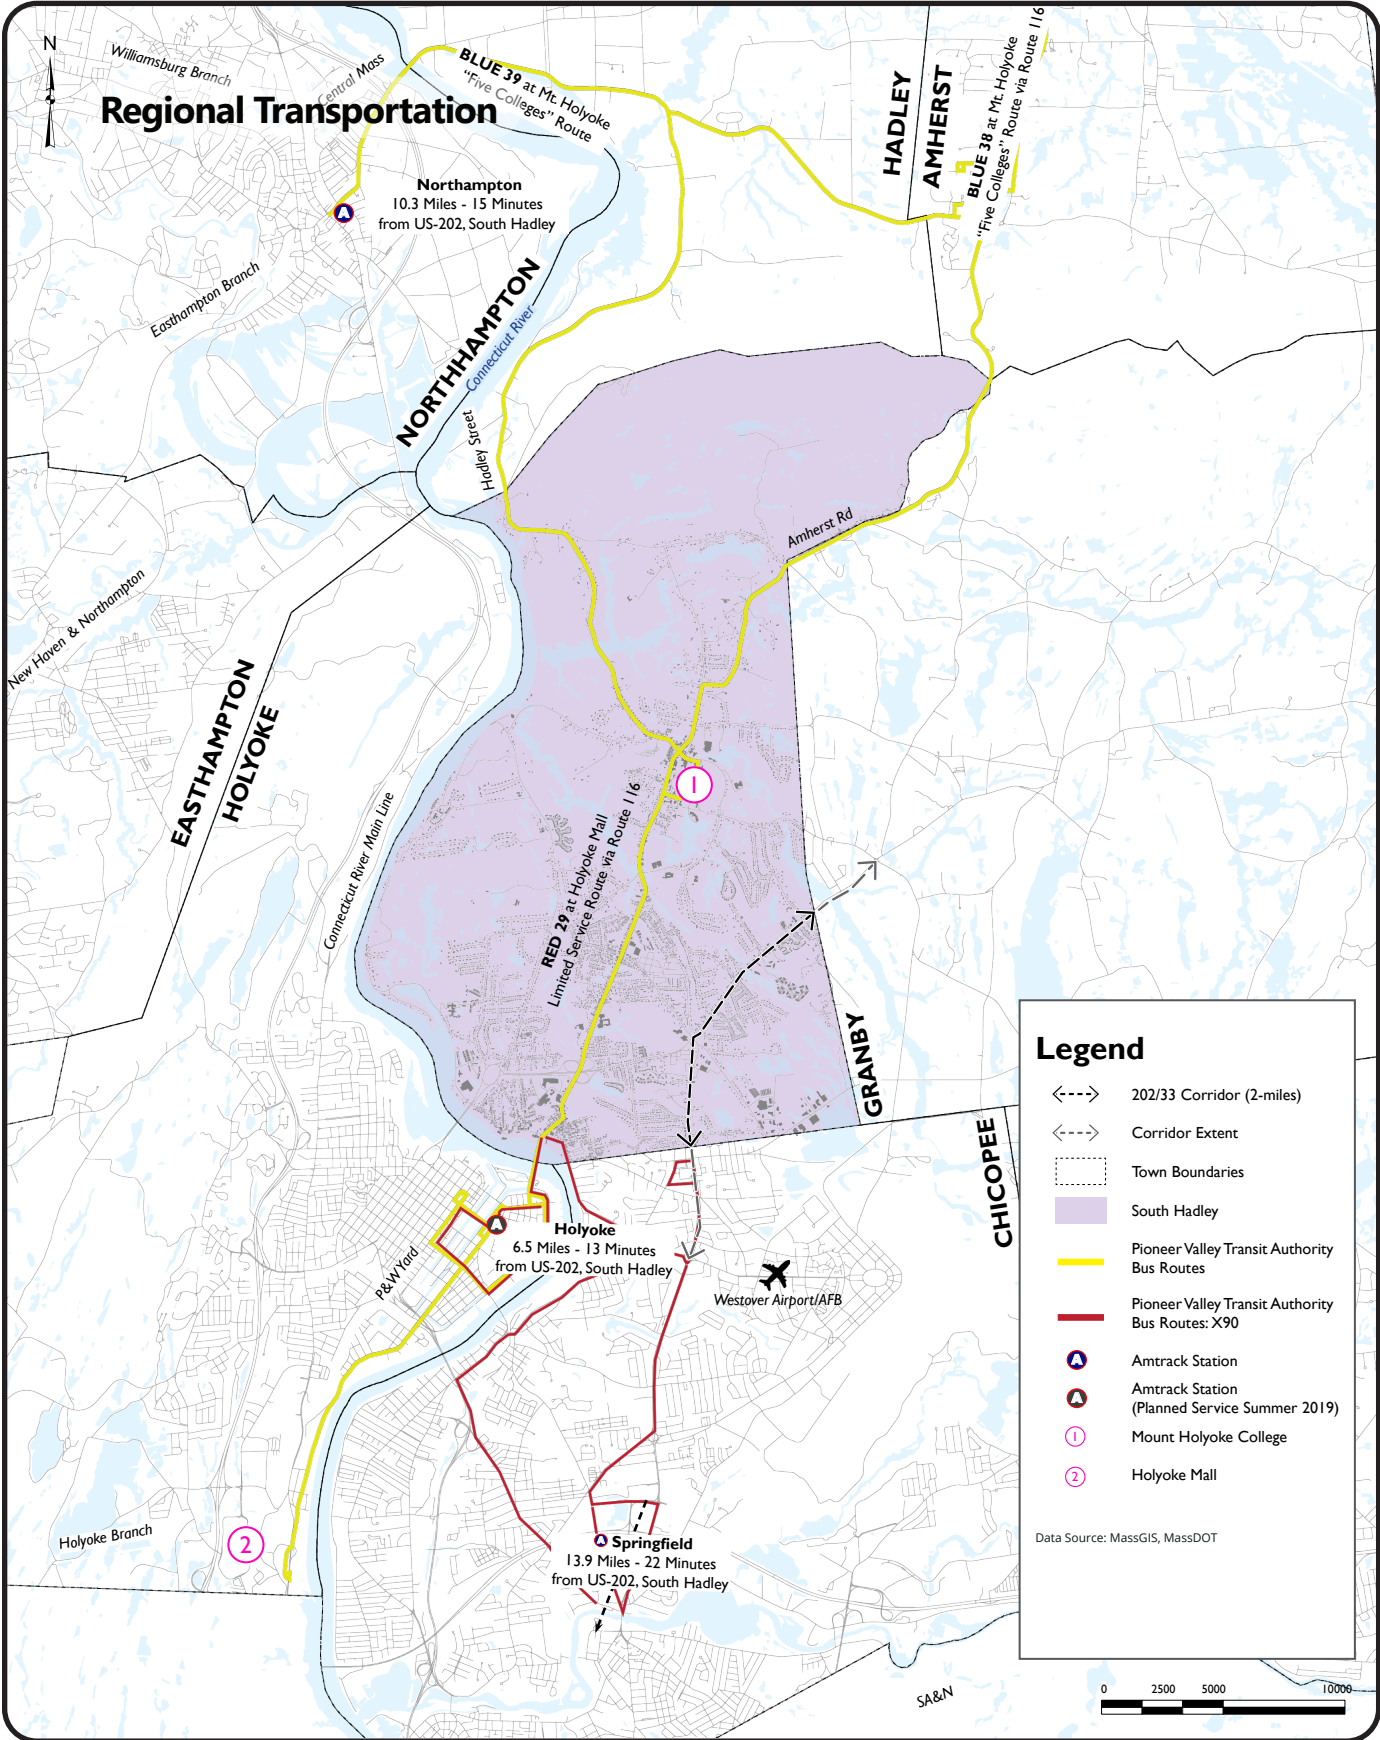 N
Williamsburg Branch
Central Mass
Regional Transportation
BLUE 39 at Mt. Holyoke
"Five Colleges" Route
HADLEY
AMHERST
BLUE 38 at Mt. Holyoke
"Five Colleges" Route via Route 116
A
Northampton
10.3 Miles - 15 Minutes
from US-202, South Hadley
Easthampton Branch
NORTHHAMPTON
Connecticut River
Hadley Street
Amherst Rd
New Haven & Northampton
EASTHAMPTON
HOLYOKE
Connecticut River Main Line
1
RED 29 at Holyoke Mall
Limited Service Route via Route 116
GRANBY
CHICOPEE
A
Holyoke
6.5 Miles - 13 Minutes
from US-202, South Hadley
P&W Yard
Westover Airport/AFB
2
Holyoke Branch
A Springfield
13.9 Miles - 22 Minutes
from US-202, South Hadley
SA&N
Legend
202/33 Corridor (2-miles)
Corridor Extent
Town Boundaries
South Hadley
Pioneer Valley Transit Authority
Bus Routes
Pioneer Valley Transit Authority
Bus Routes: X90
A Amtrack Station
A Amtrack Station
(Planned Service Summer 2019)
1 Mount Holyoke College
2 Holyoke Mall
Data Source: MassGIS, MassDOT
0 2500 5000 10000